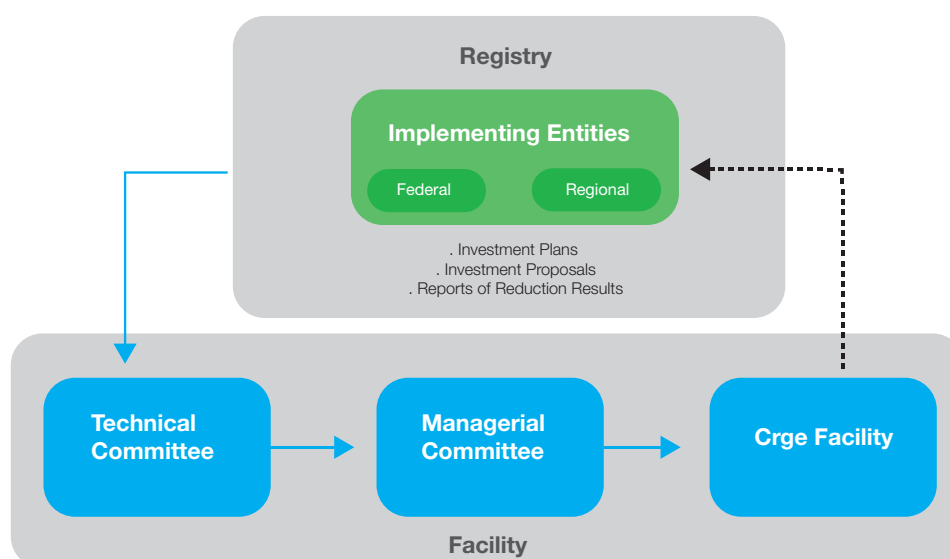 Registry
Implementing Entities
Federal
Regional
. Investment Plans
. Investment Proposals
. Reports of Reduction Results
Technical
Committee
Managerial
Committee
Crge Facility
Facility